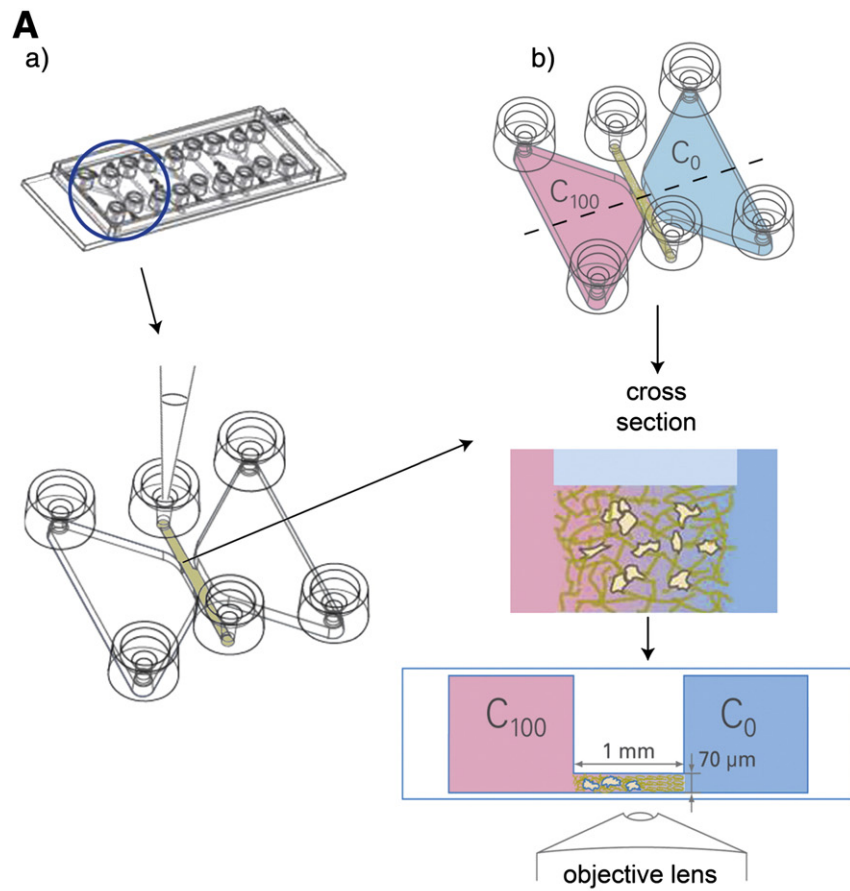 A
a)
b)
C100
C0
cross
section
C100
C0
1 mm
70 µm
objective lens